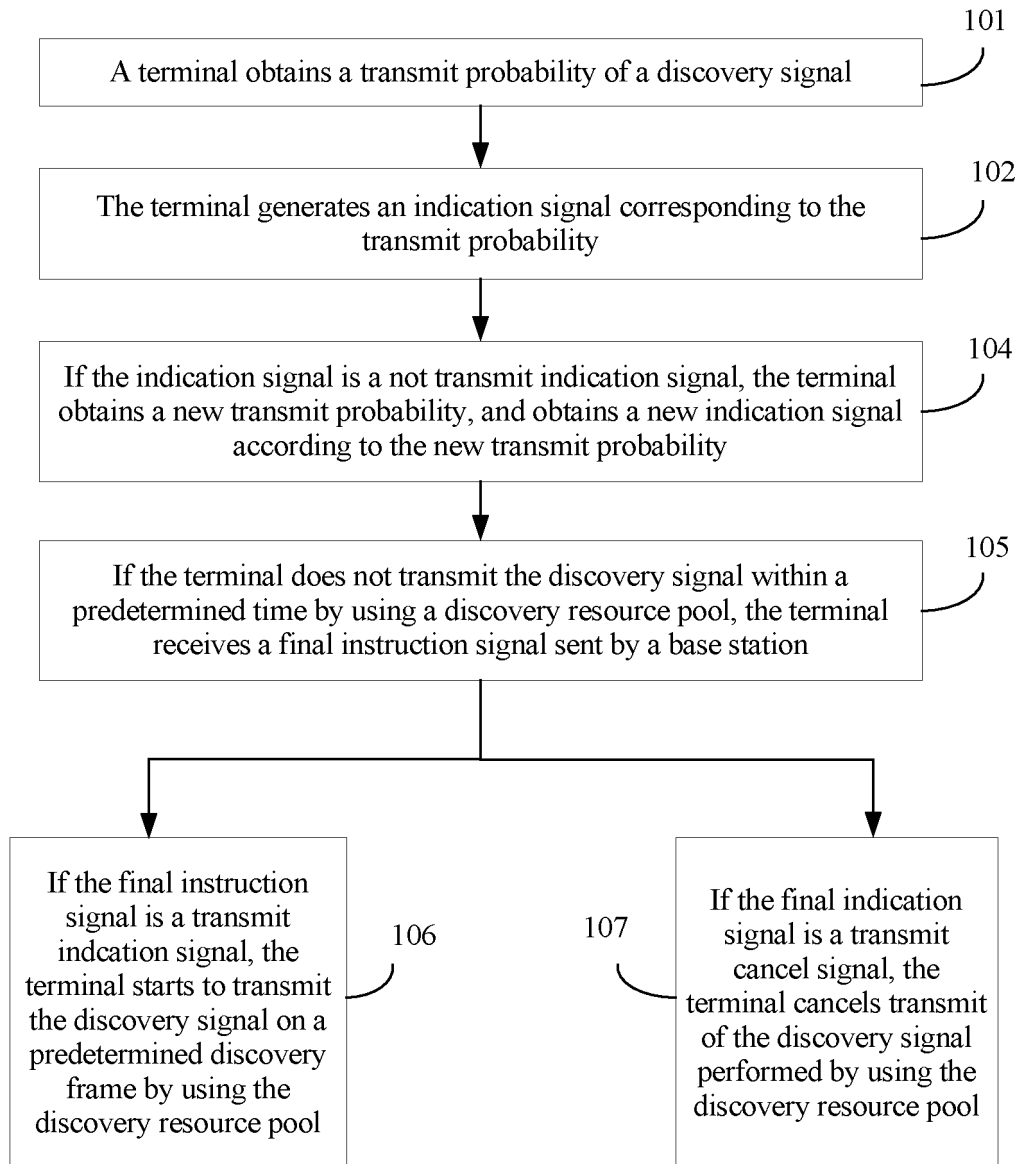 101
A terminal obtains a transmit probability of a discovery signal
102
The terminal generates an indication signal corresponding to the
transmit probability
104
If the indication signal is a not transmit indication signal, the terminal
obtains a new transmit probability, and obtains a new indication signal
according to the new transmit probability
105
If the terminal does not transmit the discovery signal within a
predetermined time by using a discovery resource pool, the terminal
receives a final instruction signal sent by a base station
If the final instruction
signal is a transmit
indcation signal, the
terminal starts to transmit
the discovery signal on a
predetermined discovery
frame by using the
discovery resource pool
106
107
If the final indication
signal is a transmit
cancel signal, the
terminal cancels transmit
of the discovery signal
performed by using the
discovery resource pool